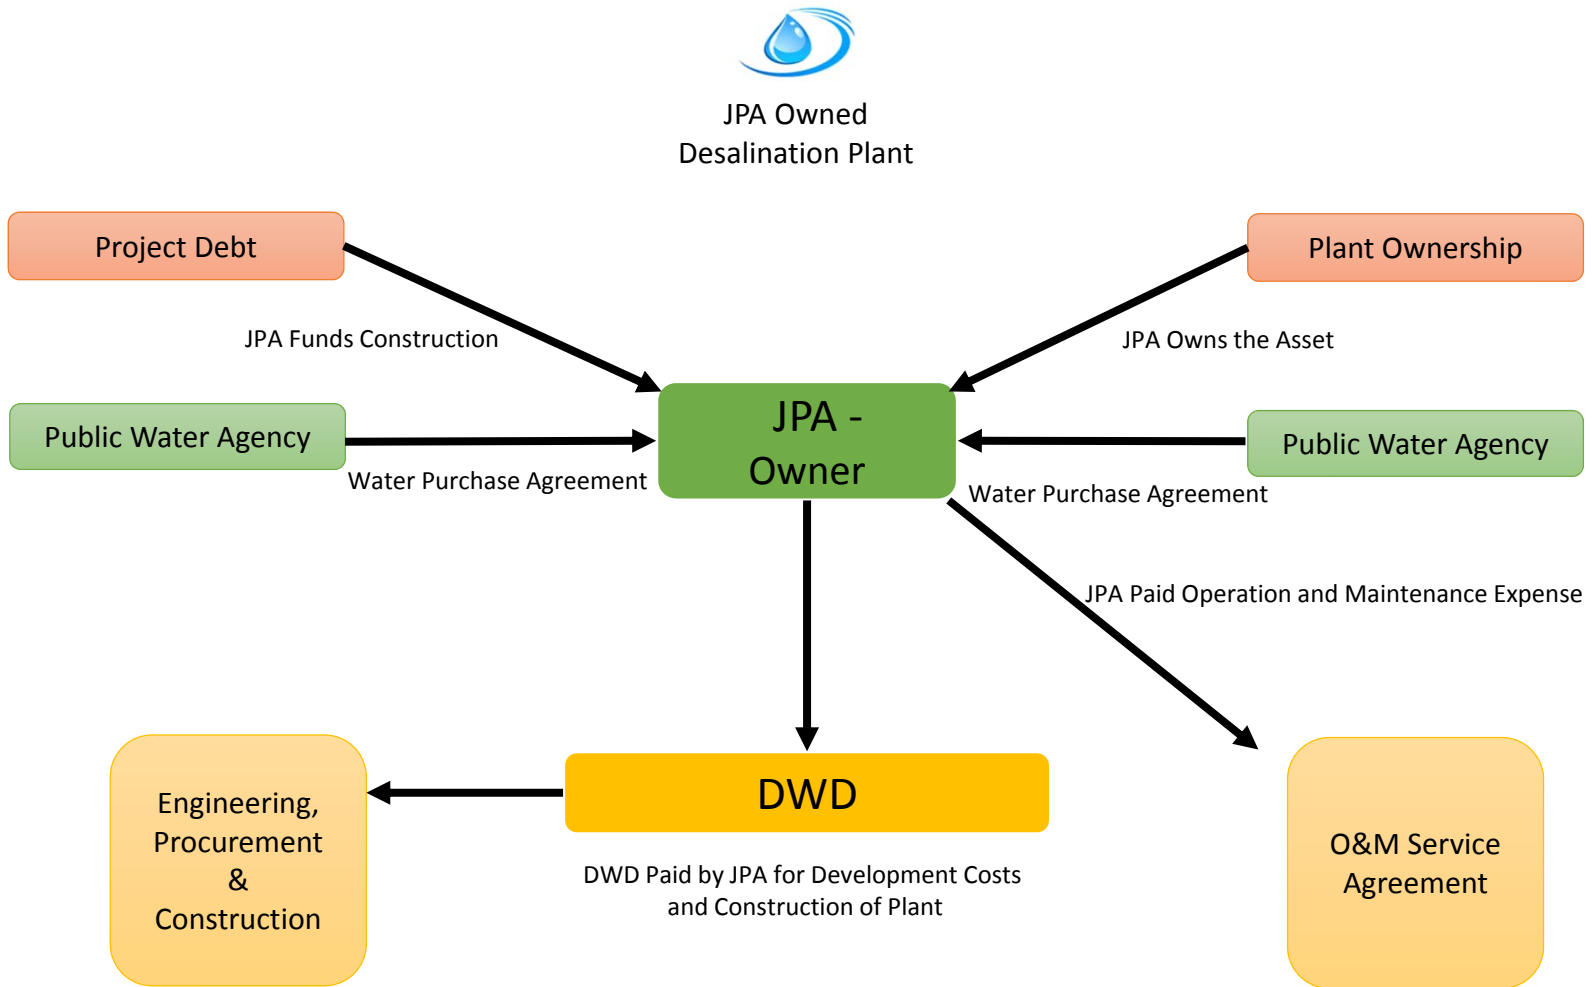 JPA Owned
Desalination Plant
Project Debt
Plant Ownership
JPA Funds Construction
JPA Owns the Asset
Public Water Agency
JPA -
Owner
Public Water Agency
Water Purchase Agreement
Water Purchase Agreement
JPA Paid Operation and Maintenance Expense
DWD
Engineering,
Procurement
&
Construction
DWD Paid by JPA for Development Costs
and Construction of Plant
O&M Service
Agreement